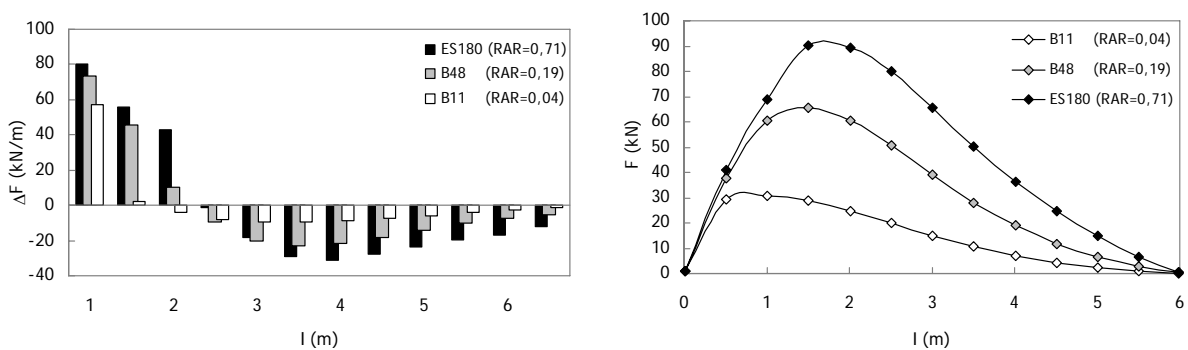 100
80
60
40
20
0
-20
-40
ΔF (kN/m)
ES180 (RAR=0,71)
B48 (RAR=0,19)
B11 (RAR=0,04)
1 2 3 4 5 6
l (m)
100
90
80
70
60
50
40
30
20
10
0
F (kN)
B11 (RAR=0,04)
B48 (RAR=0,19)
ES180 (RAR=0,71)
0 1 2 3 4 5 6
l (m)